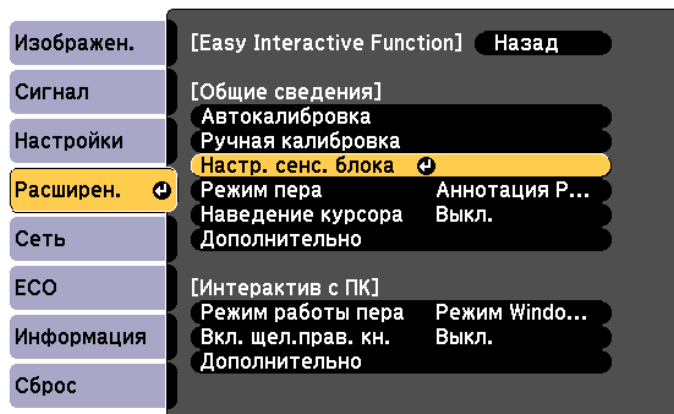 Изображен.
Сигнал
Настройки
Расширен.
Сеть
ECO
Информация
Сброс
[Easy Interactive Function] Назад
[Общие сведения]
Автокалибровка
Ручная калибровка
Настр. сенс. блока
Режим пера Аннотация P...
Наведение курсора Выкл.
Дополнительно
[Интерактив с ПК]
Режим работы пера Режим Windo...
Вкл. щел.прав. кн. Выкл.
Дополнительно